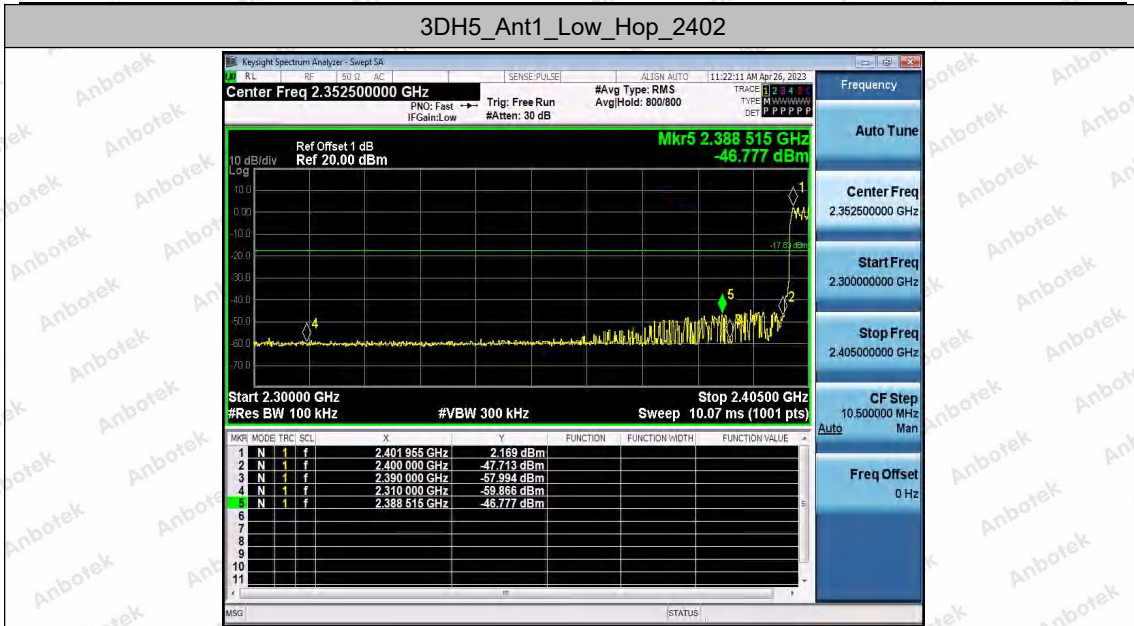 3DH5_Ant1_Low_Hop_2402
Keysight Spectrum Analyzer - Swept SA
RL RF 50 Ω AC SENSE:PULSE ALIGN AUTO 11:22:11 AM Apr 26, 2023
Center Freq 2.352500000 GHz
PNO: Fast
IFGain:Low
Trig: Free Run
#Atten: 30 dB
#Avg Type: RMS
Avg|Hold: 800/800
TRACE 1 2 3 4
TYPE M WWWWW
DET P P P P P P
Ref Offset 1 dB
10 dB/div Ref 20.00 dBm
Log
Mkr5 2.388 515 GHz
-46.777 dBm
10.0
0.00
-10.0
-20.0
-30.0
-40.0
-50.0
-60.0
-70.0
1
-17.83 dBm
5
2
4
Start 2.30000 GHz Stop 2.40500 GHz
#Res BW 100 kHz #VBW 300 kHz Sweep 10.07 ms (1001 pts)
MKR MODE TRC SCL X Y FUNCTION FUNCTION WIDTH FUNCTION VALUE
1 N 1 f 2.401 955 GHz 2.169 dBm
2 N 1 f 2.400 000 GHz -47.713 dBm
3 N 1 f 2.390 000 GHz -57.994 dBm
4 N 1 f 2.310 000 GHz -59.866 dBm
5 N 1 f 2.388 515 GHz -46.777 dBm
6
7
8
9
10
11
MSG STATUS
Frequency
Auto Tune
Center Freq
2.352500000 GHz
Start Freq
2.300000000 GHz
Stop Freq
2.405000000 GHz
CF Step
10.500000 MHz
Auto Man
Freq Offset
0 Hz
Anbotek